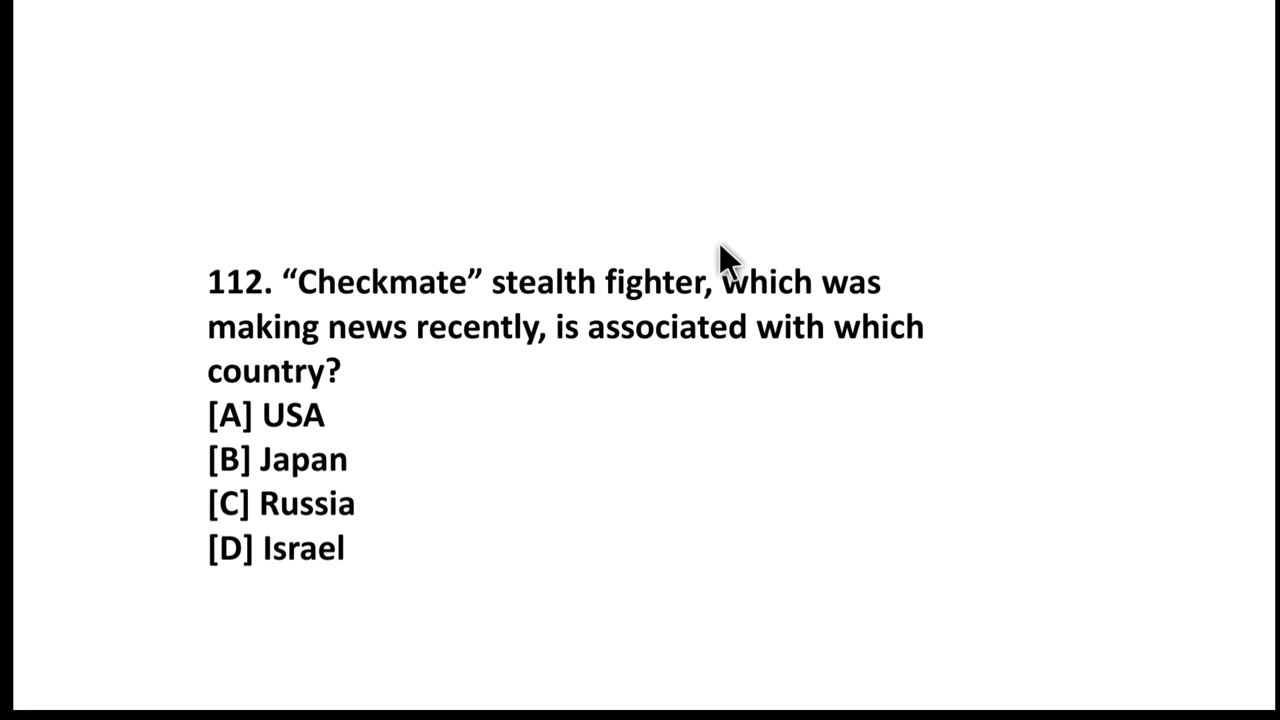 112. “Checkmate” stealth fighter, which was
making news recently, is associated with which
country?
[A] USA
[B] Japan
[C] Russia
[D] Israel